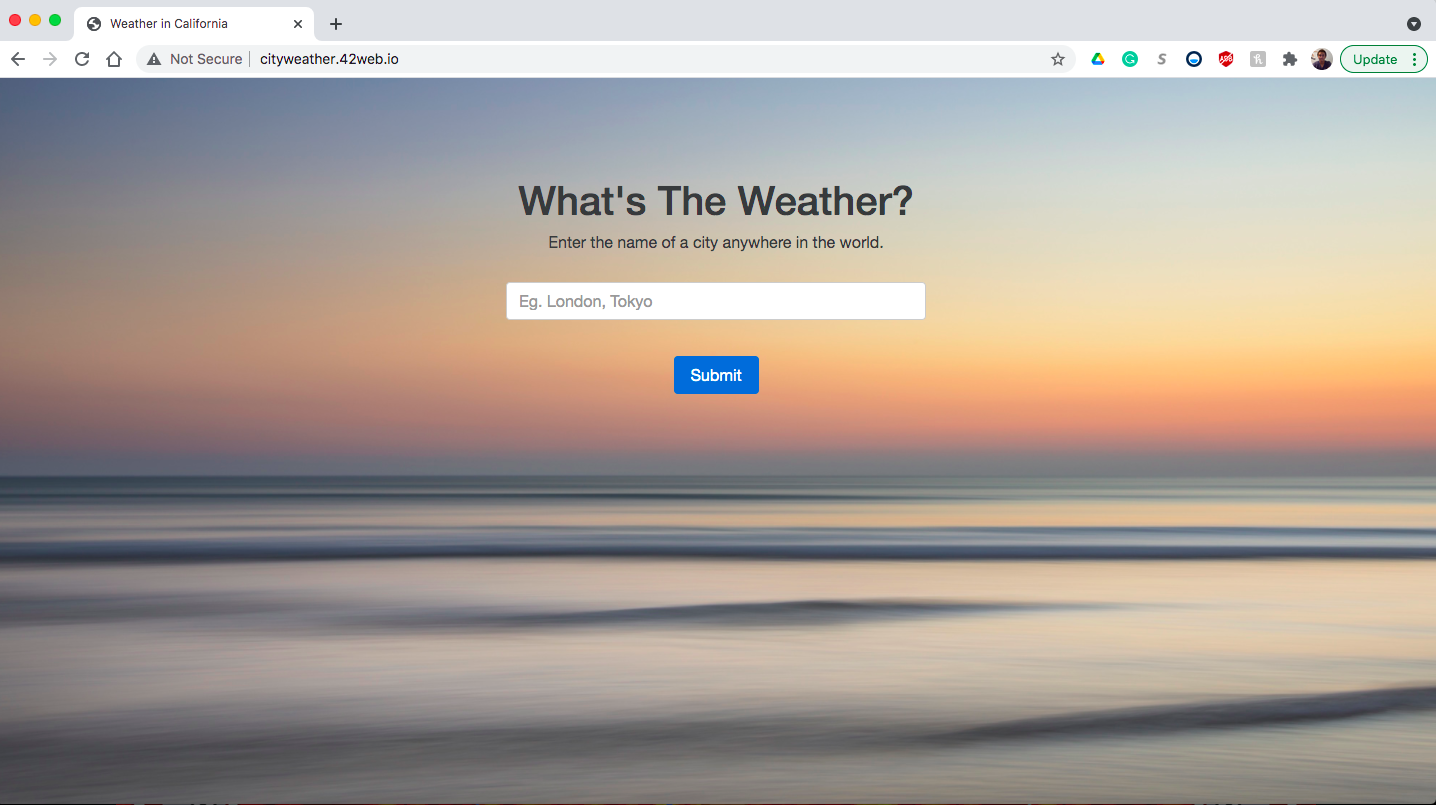 Weather in California
Not Secure
cityweather.42web.io
Update
What's The Weather?
Enter the name of a city anywhere in the world.
Eg. London, Tokyo
Submit